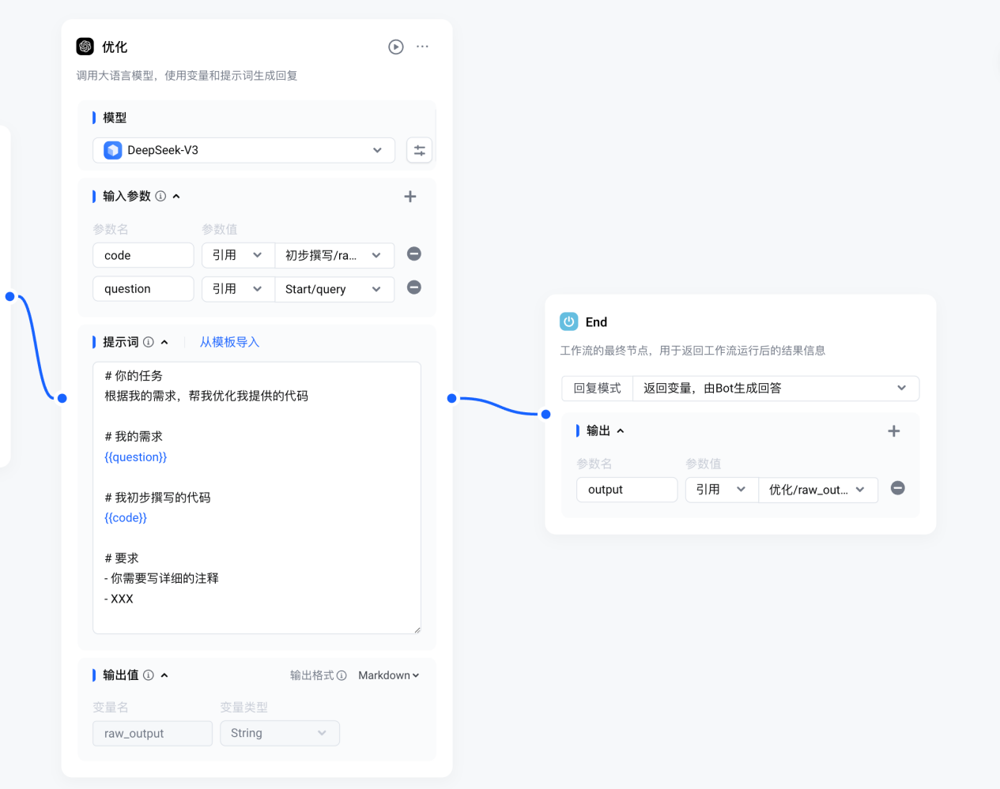 优化
调用大语言模型，使用变量和提示词生成回复
模型
DeepSeek-V3
输入参数
参数名 参数值
code 引用 初步撰写/ra...
question 引用 Start/query
提示词 从模板导入
# 你的任务
根据我的需求，帮我优化我提供的代码
# 我的需求
{{question}}
# 我初步撰写的代码
{{code}}
# 要求
- 你需要写详细的注释
- XXX
输出值 输出格式 Markdown
变量名 变量类型
raw_output String
End
工作流的最终节点，用于返回工作流运行后的结果信息
回复模式 返回变量，由Bot生成回答
输出
参数名 参数值
output 引用 优化/raw_out...